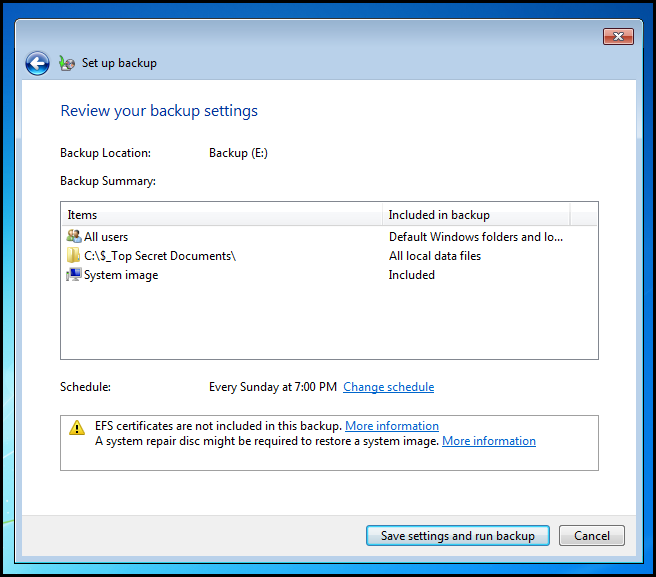 Set up backup
Review your backup settings
Backup Location: Backup (E:)
Backup Summary:
Items Included in backup
All users Default Windows folders and lo...
C:\$_Top Secret Documents\ All local data files
System image Included
Schedule: Every Sunday at 7:00 PM Change schedule
EFS certificates are not included in this backup. More information
A system repair disc might be required to restore a system image. More information
Save settings and run backup Cancel